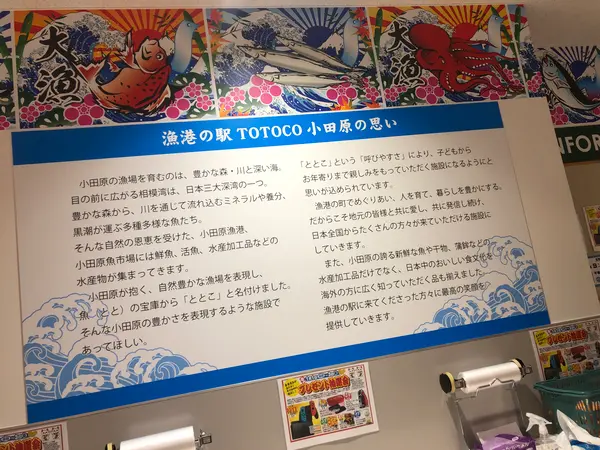 大漁
大漁
漁港の駅 TOTOCO 小田原の思い
小田原の漁場を育むのは、豊かな森・川と深い海。
目の前に広がる相模湾は、日本三大深湾の一つ。
豊かな森から、川を通じて流れ込むミネラルや養分、
黒潮が運ぶ多種多様な魚たち。
そんな自然の恩恵を受けた、小田原漁港、
小田原魚市場には鮮魚、活魚、水産加工品などの
水産物が集まってきます。
小田原が抱く、自然豊かな漁場を表現し、
魚（とと）の宝庫から「ととこ」と名付けました。
そんな小田原の豊かさを表現するような施設で
あってほしい。
「ととこ」という「呼びやすさ」により、子どもから
お年寄りまで親しみをもっていただく施設になるようと
思いが込められています。
漁港の町でめぐりあい、人を育て、暮らしを豊かにする、
だからこそ地元の皆様と共に愛し、共に発信し続け、
日本全国からたくさんの方々が来ていただける施設に
していきます。
また、小田原の誇る新鮮な魚や干物、蒲鉾などの
水産加工品だけでなく、日本中のおいしい食文化を
海外の方に広く知っていただく品も揃えました。
漁港の駅に来てくださった方々に最高の笑顔を
提供していきます。
NFOR
プレゼント抽選会
プレゼント抽選会